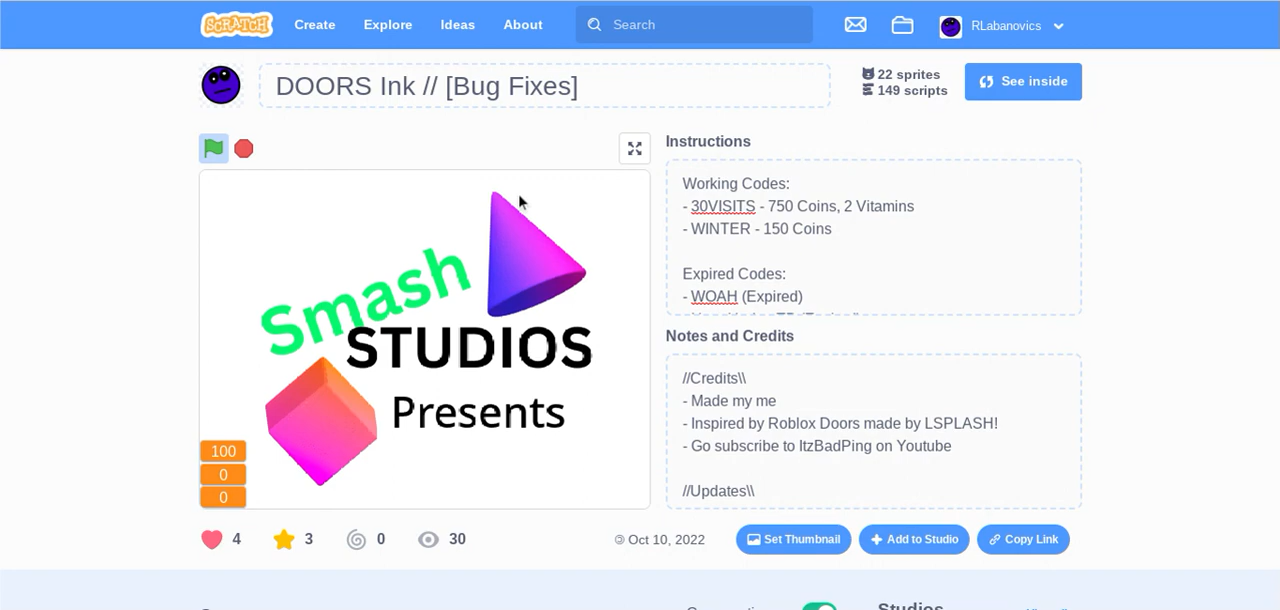 SCRATCH Create Explore Ideas About Search RLabanovics
DOORS Ink // [Bug Fixes]
22 sprites
149 scripts
See inside
Instructions
Working Codes:
- 30VISITS - 750 Coins, 2 Vitamins
- WINTER - 150 Coins
Expired Codes:
- WOAH (Expired)
Smash
STUDIOS
Presents
100
0
0
Notes and Credits
//Credits\\
- Made my me
- Inspired by Roblox Doors made by LSPLASH!
- Go subscribe to ItzBadPing on Youtube
//Updates\\
4 3 0 30
Oct 10, 2022
Set Thumbnail
Add to Studio
Copy Link
Studios